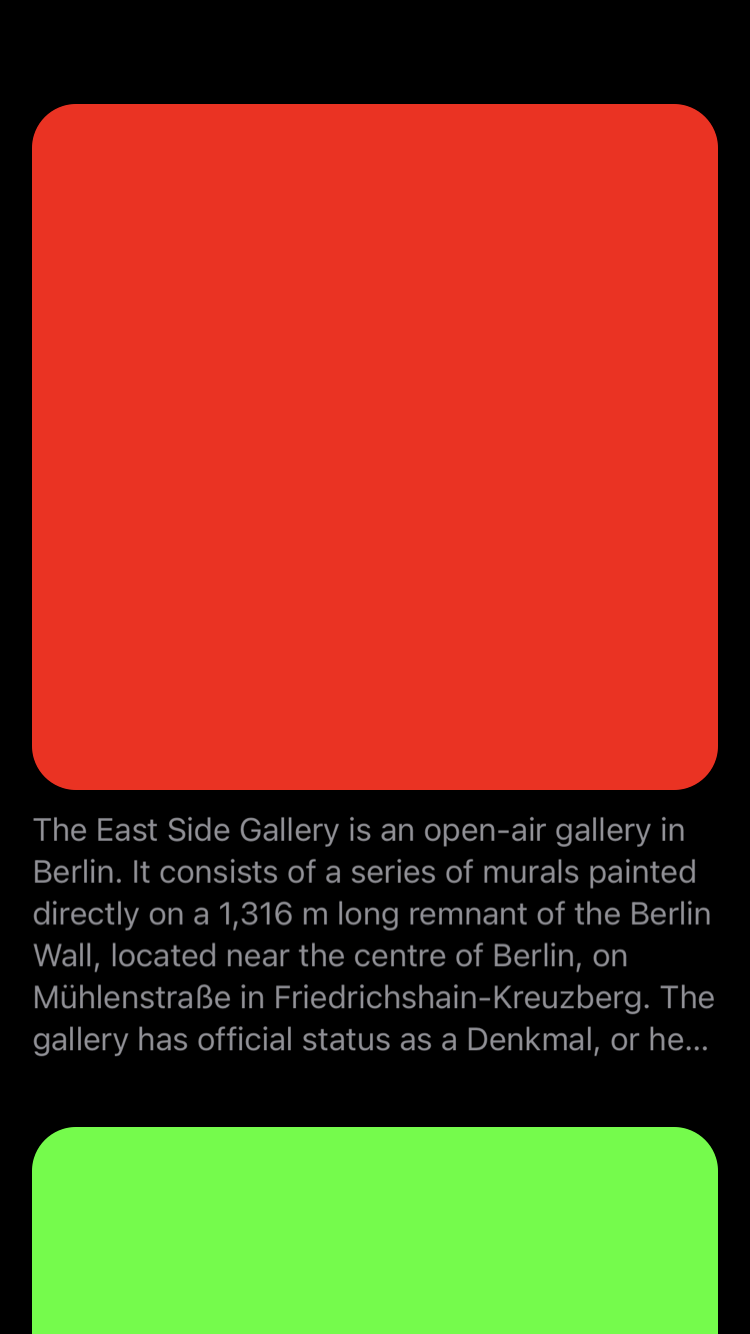 The East Side Gallery is an open-air gallery in
Berlin. It consists of a series of murals painted
directly on a 1,316 m long remnant of the Berlin
Wall, located near the centre of Berlin, on
Mühlenstraße in Friedrichshain-Kreuzberg. The
gallery has official status as a Denkmal, or he...